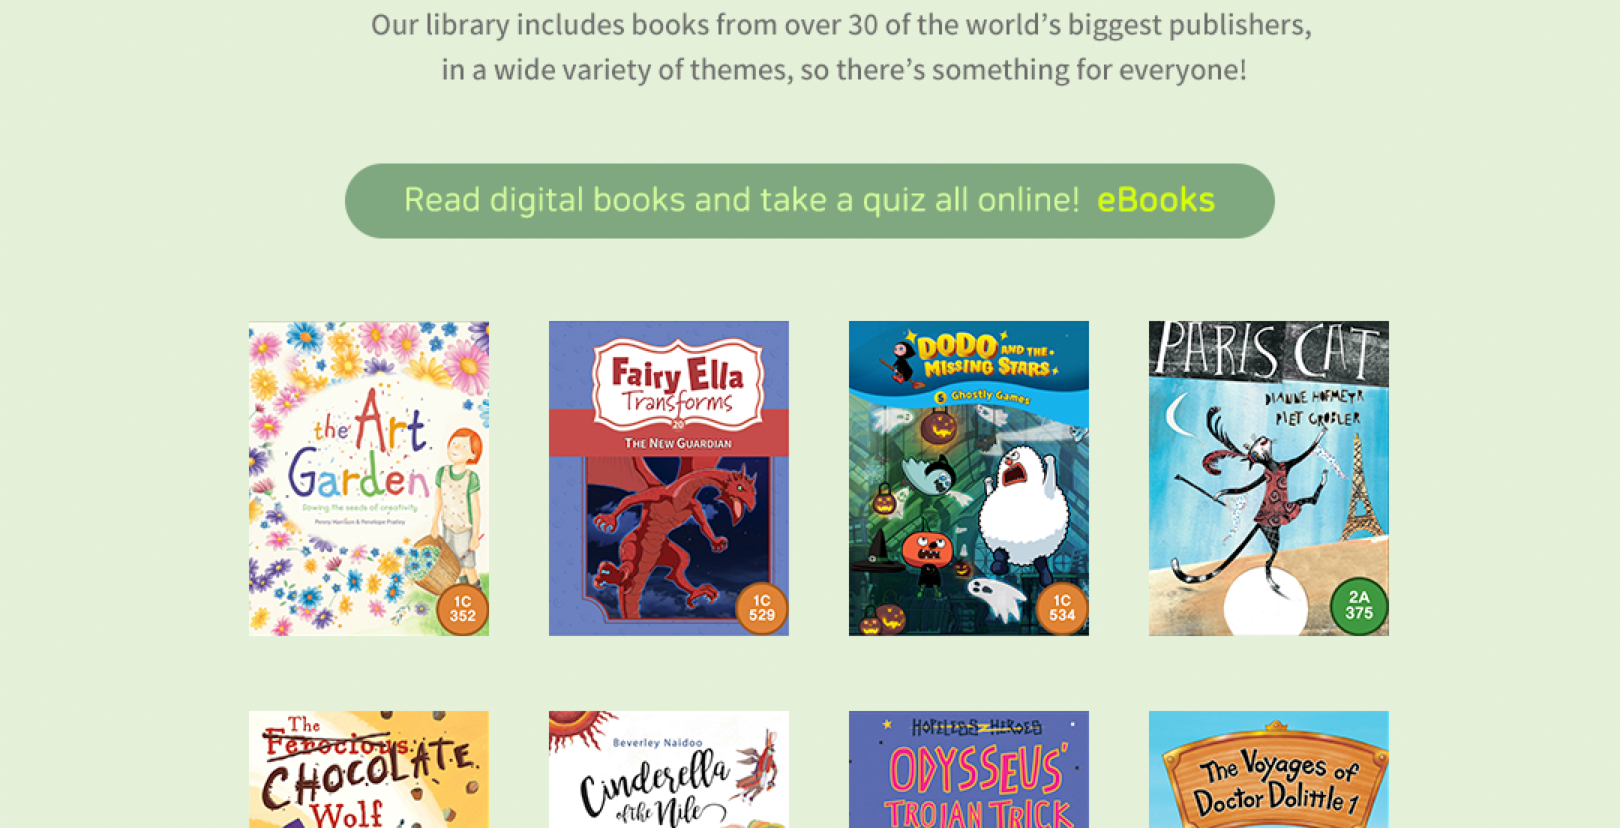 Our library includes books from over 30 of the world's biggest publishers,
in a wide variety of themes, so there's something for everyone!
Read digital books and take a quiz all online! eBooks
the Art
Garden
Sowing the seeds of creativity
Penny Harrison & Penelope Pratley
1C
352
Fairy Ella
Transforms
20
THE NEW GUARDIAN
1C
529
DODO AND THE
MISSING STARS
5 Ghostly Games
1C
534
PARIS CAT
DIANNE HOFMEYR
PIET GROBLER
2A
375
The
Ferocious
CHOCOLATE
Wolf
Beverley Naidoo
Cinderella
of the Nile
HOPELESS HEROES
ODYSSEUS'
TROJAN TRICK
The Voyages of
Doctor Dolittle 1